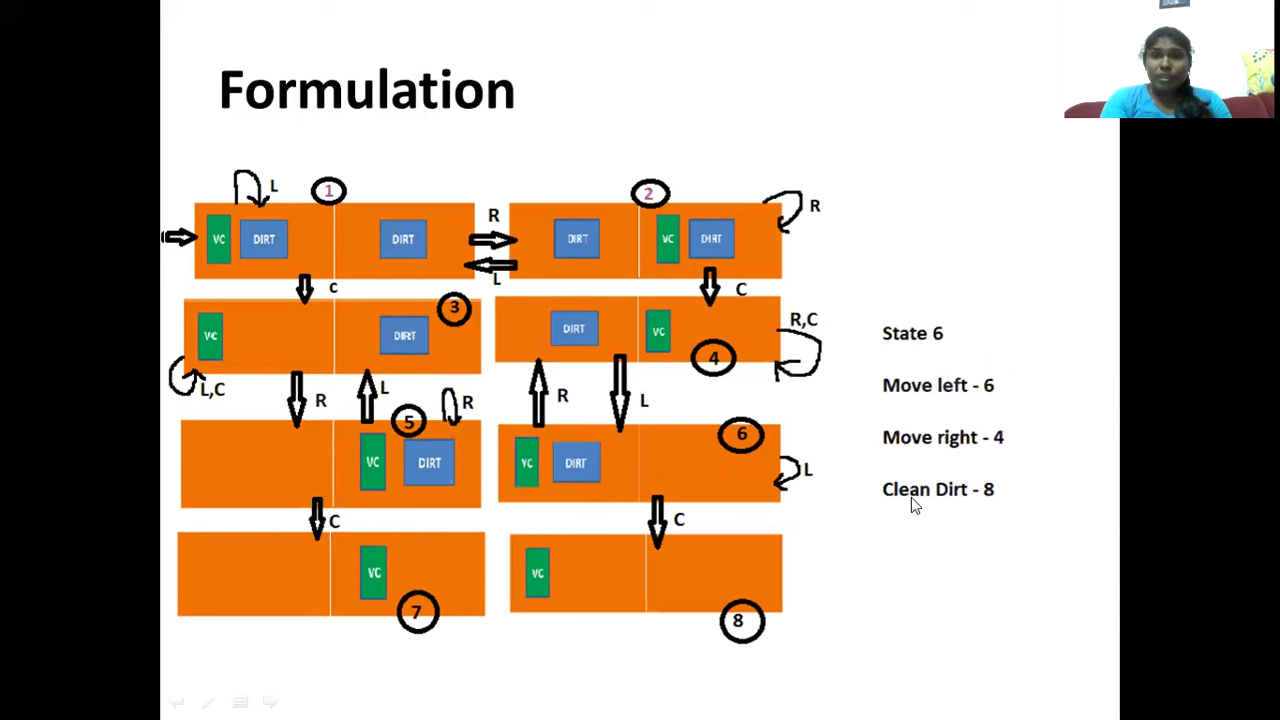 Formulation
L
1
2
R
VC
DIRT
DIRT
R
L
DIRT
VC
DIRT
c
C
3
VC
DIRT
L,C
DIRT
VC
4
R,C
State 6
R
L
R
R
L
Move left - 6
5
VC
DIRT
6
VC
DIRT
L
Move right - 4
C
C
Clean Dirt - 8
VC
7
VC
8